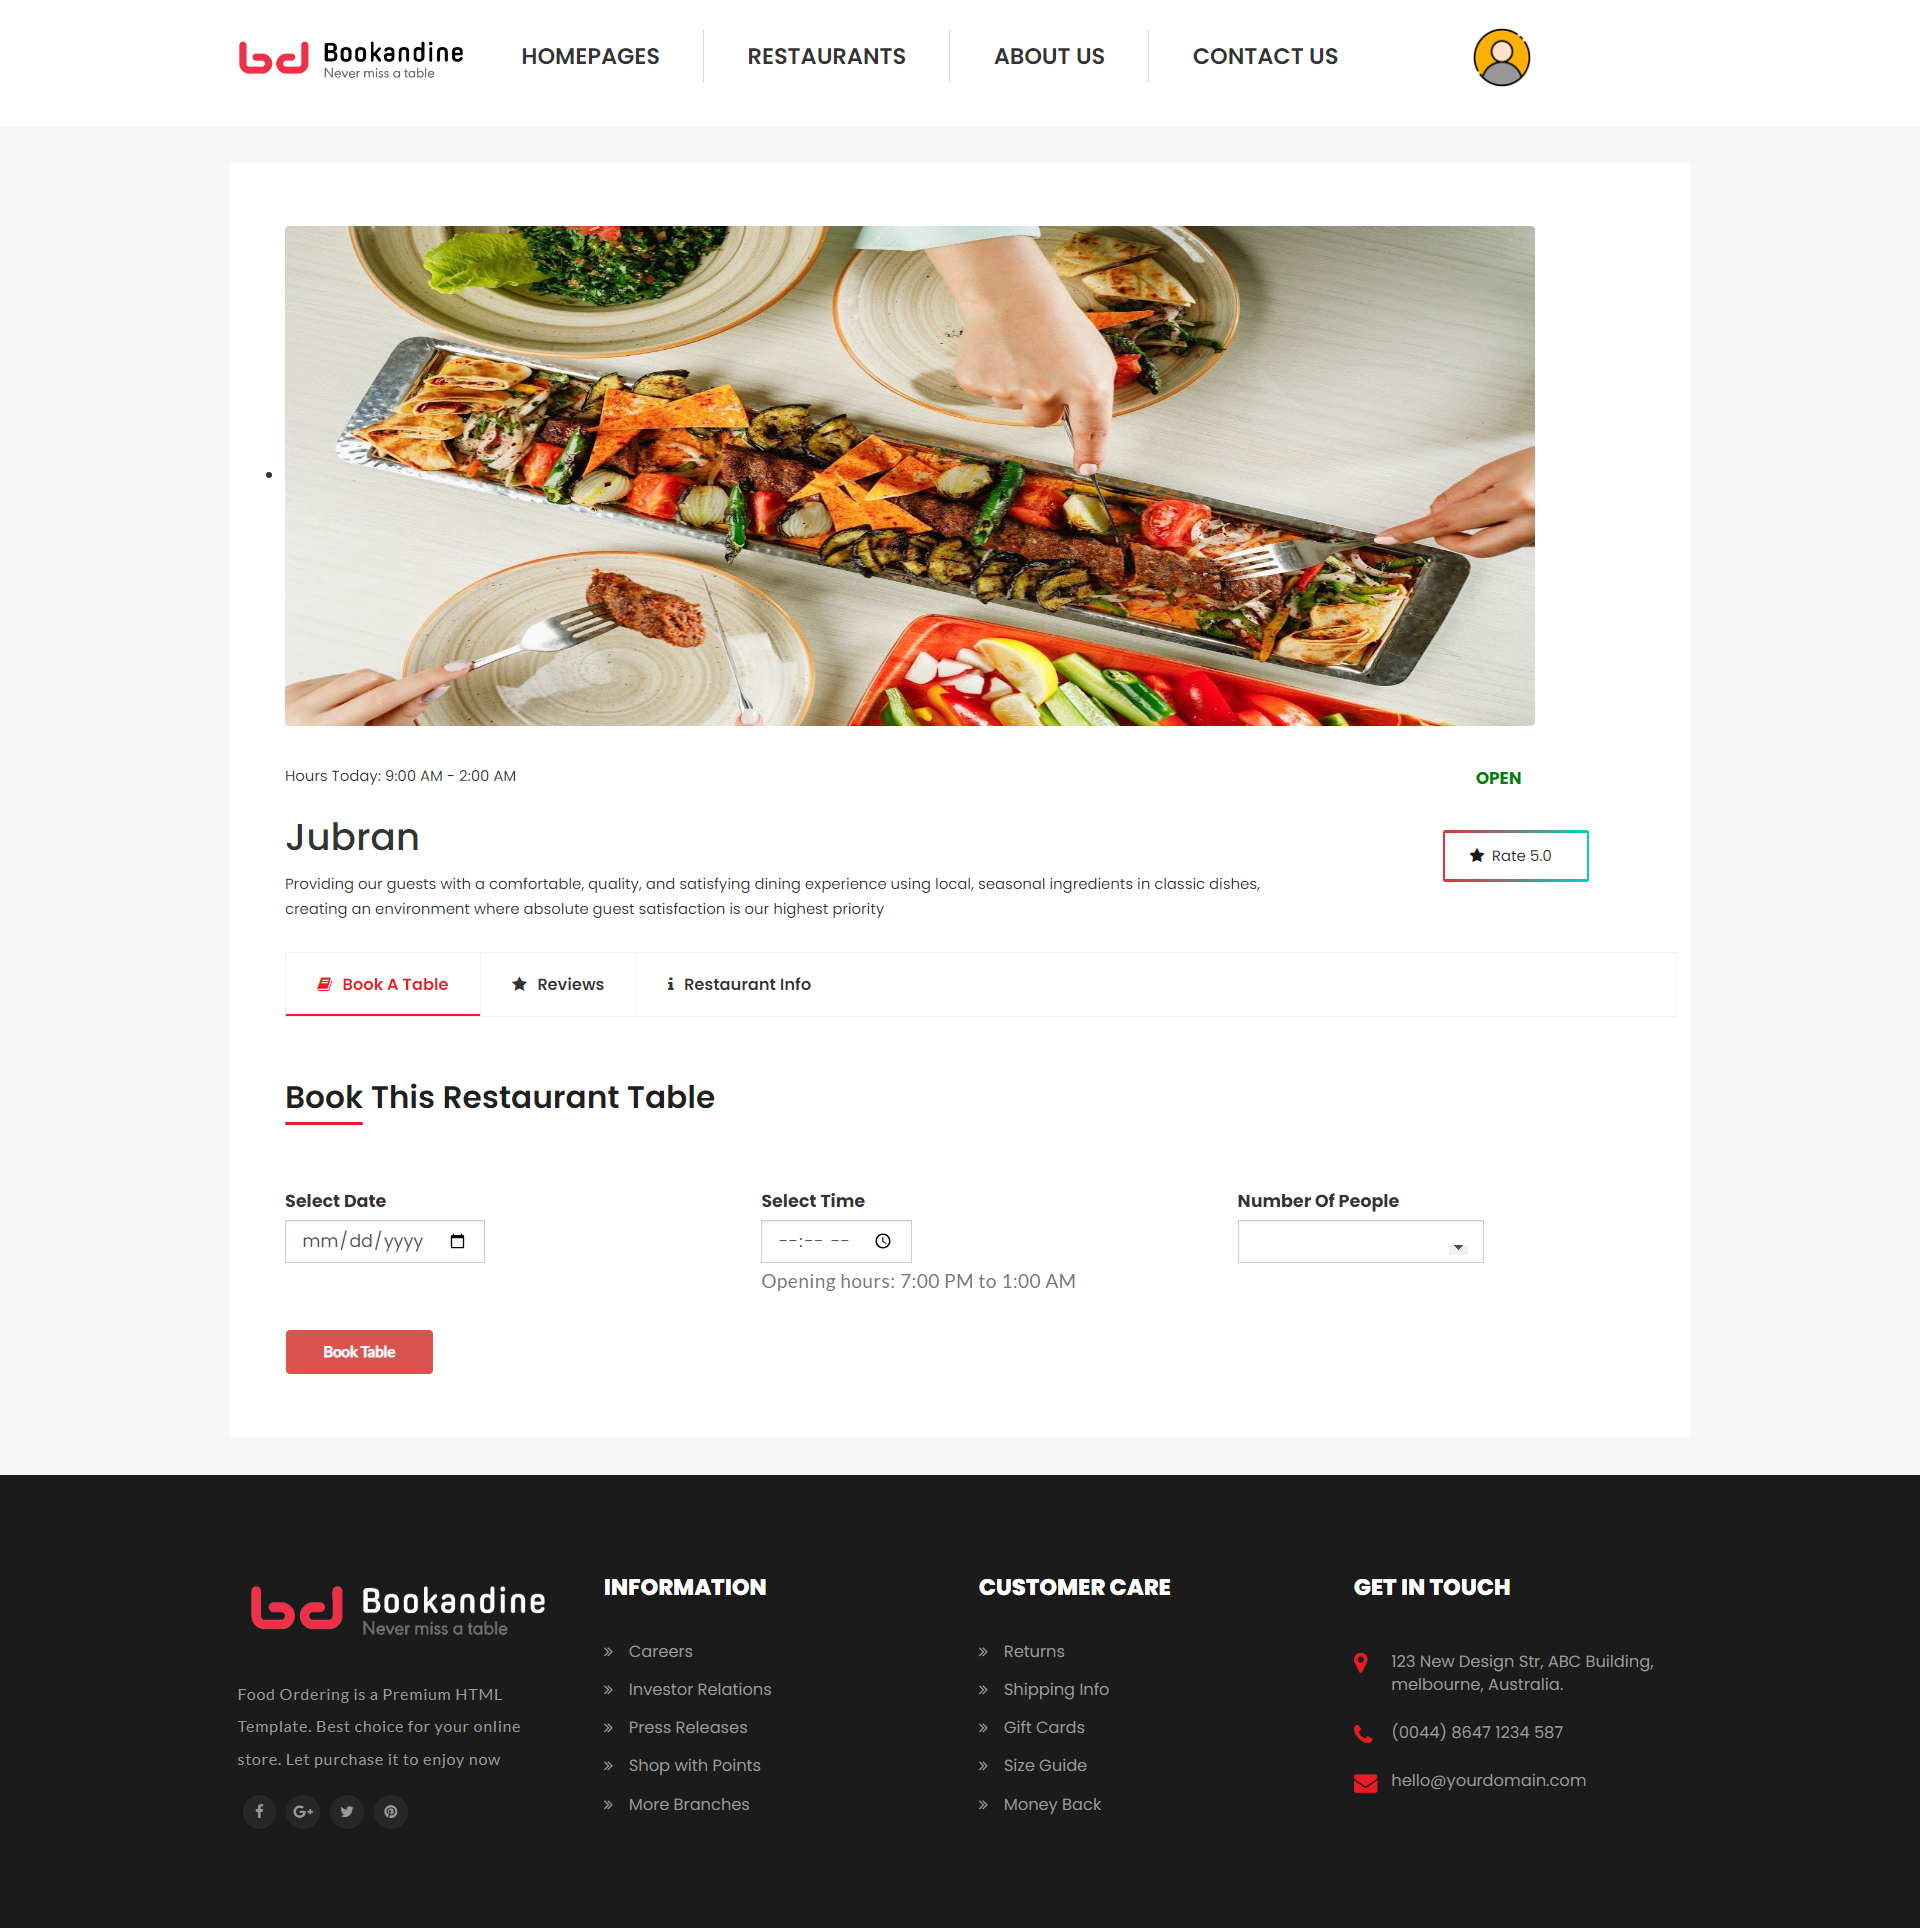 Bookandine
Never miss a table
HOMEPAGES
RESTAURANTS
ABOUT US
CONTACT US
Hours Today: 9:00 AM - 2:00 AM
OPEN
Jubran
Rate 5.0
Providing our guests with a comfortable, quality, and satisfying dining experience using local, seasonal ingredients in classic dishes,
creating an environment where absolute guest satisfaction is our highest priority
Book A Table
Reviews
Restaurant Info
Book This Restaurant Table
Select Date
mm/dd/yyyy
Select Time
--:-- --
Opening hours: 7:00 PM to 1:00 AM
Number Of People
Book Table
Bookandine
Never miss a table
Food Ordering is a Premium HTML
Template. Best choice for your online
store. Let purchase it to enjoy now
INFORMATION
Careers
Investor Relations
Press Releases
Shop with Points
More Branches
CUSTOMER CARE
Returns
Shipping Info
Gift Cards
Size Guide
Money Back
GET IN TOUCH
123 New Design Str, ABC Building,
melbourne, Australia.
(0044) 8647 1234 587
hello@yourdomain.com